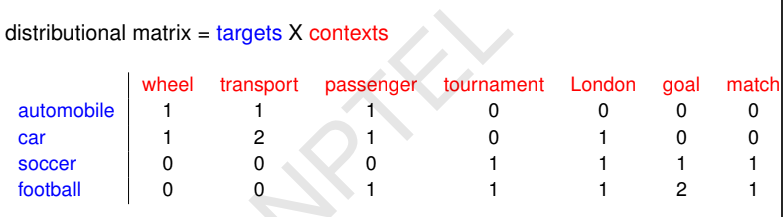 distributional matrix = targets X contexts
wheel transport passenger tournament London goal match
automobile 1 1 1 0 0 0 0
car 1 2 1 0 1 0 0
soccer 0 0 0 1 1 1 1
football 0 0 1 1 1 2 1
NPTEL